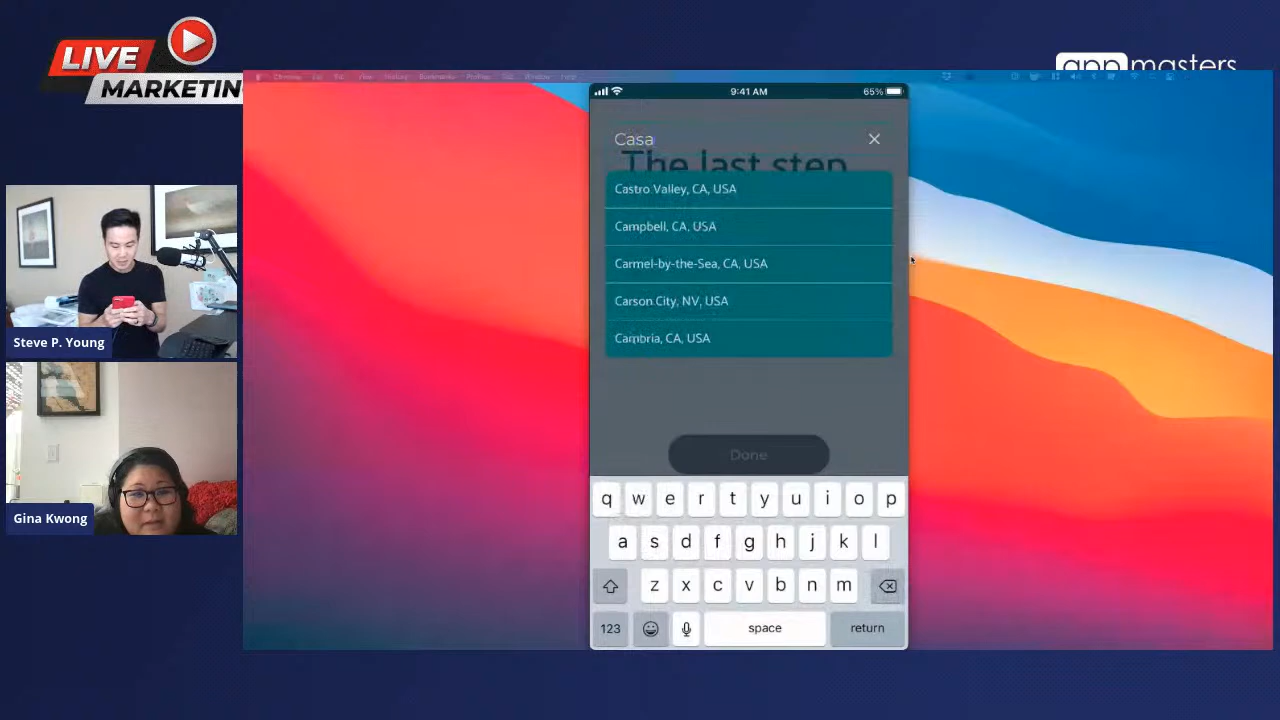 LIVE
MARKETIN
app masters
Steve P. Young
Gina Kwong
9:41 AM
65%
Casa
The last step
Castro Valley, CA, USA
Campbell, CA, USA
Carmel-by-the-Sea, CA, USA
Carson City, NV, USA
Cambria, CA, USA
Done
q w e r t y u i o p
a s d f g h j k l
z x c v b n m
123 space return